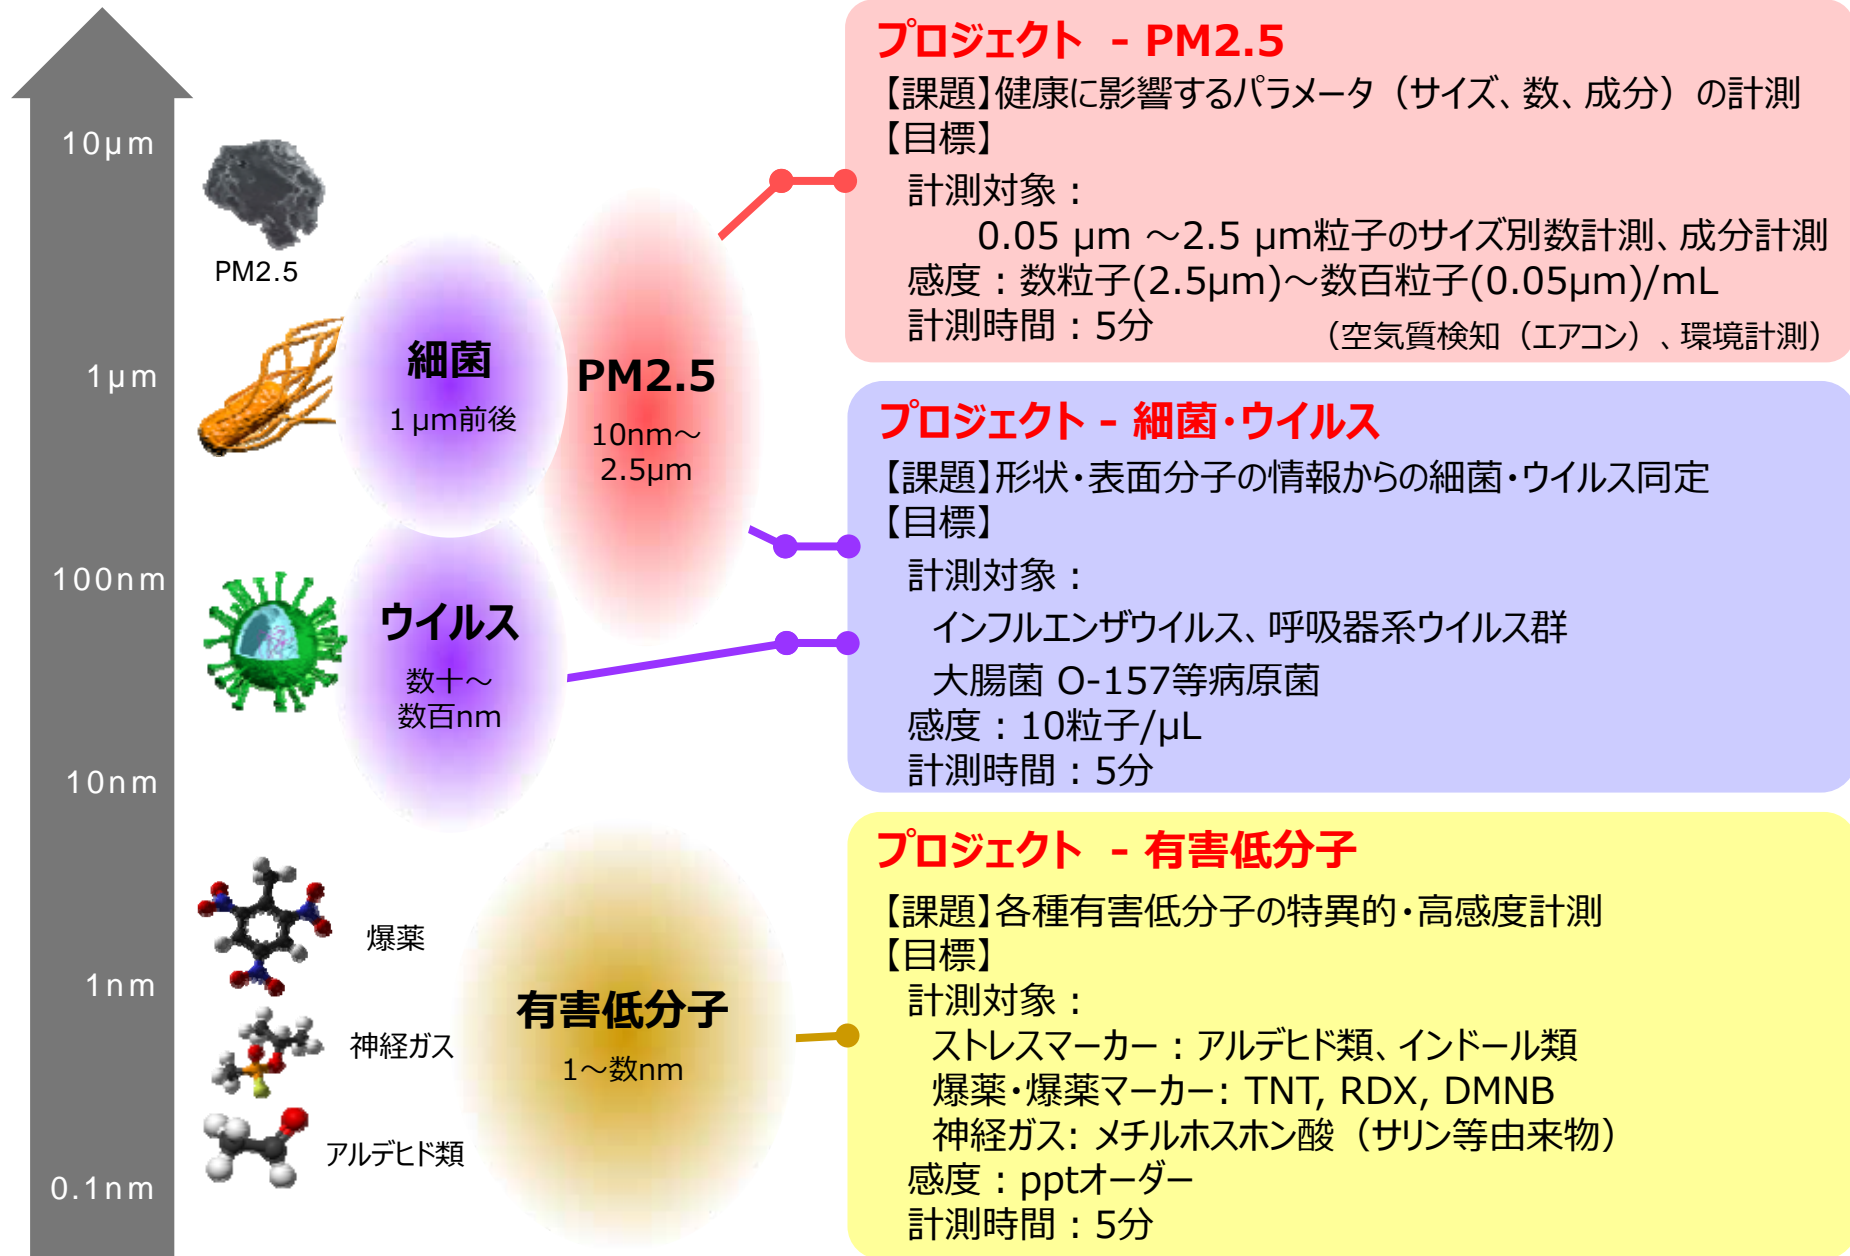 10μm
1μm
100nm
10nm
1nm
0.1nm
PM2.5
細菌
1μm前後
PM2.5
10nm～
2.5μm
ウイルス
数十～
数百nm
爆薬
神経ガス
アルデヒド類
有害低分子
1～数nm
プロジェクト - PM2.5
【課題】健康に影響するパラメータ（サイズ、数、成分）の計測
【目標】
計測対象：
0.05 μm ～2.5 μm粒子のサイズ別数計測、成分計測
感度：数粒子(2.5μm)～数百粒子(0.05μm)/mL
計測時間：5分 （空気質検知（エアコン）、環境計測）
プロジェクト - 細菌・ウイルス
【課題】形状・表面分子の情報からの細菌・ウイルス同定
【目標】
計測対象：
インフルエンザウイルス、呼吸器系ウイルス群
大腸菌 O-157等病原菌
感度：10粒子/μL
計測時間：5分
プロジェクト - 有害低分子
【課題】各種有害低分子の特異的・高感度計測
【目標】
計測対象：
ストレスマーカー：アルデヒド類、インドール類
爆薬・爆薬マーカー: TNT, RDX, DMNB
神経ガス: メチルホスホン酸（サリン等由来物）
感度：pptオーダー
計測時間：5分